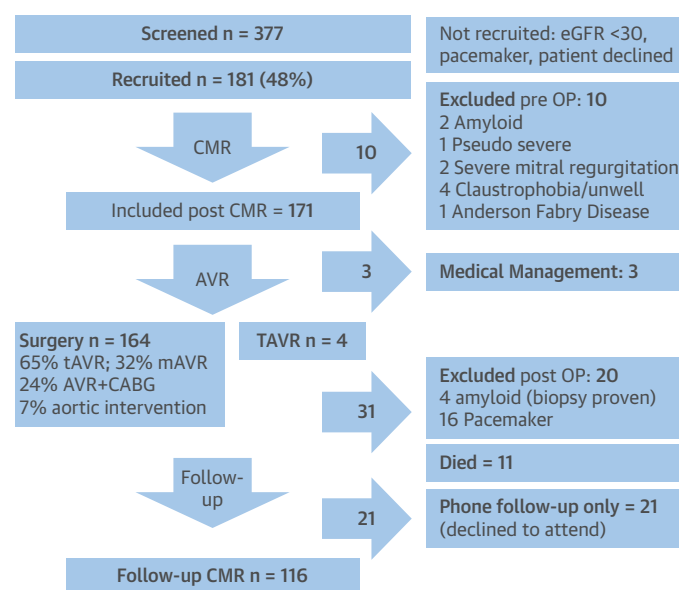 Screened n = 377
Not recruited: eGFR <30,
pacemaker, patient declined
Recruited n = 181 (48%)
CMR
10
Excluded pre OP: 10
2 Amyloid
1 Pseudo severe
2 Severe mitral regurgitation
4 Claustrophobia/unwell
1 Anderson Fabry Disease
Included post CMR = 171
AVR
3
Medical Management: 3
Surgery n = 164
65% tAVR; 32% mAVR
24% AVR+CABG
7% aortic intervention
TAVR n = 4
31
Excluded post OP: 20
4 amyloid (biopsy proven)
16 Pacemaker
Died = 11
Follow-
up
21
Phone follow-up only = 21
(declined to attend)
Follow-up CMR n = 116